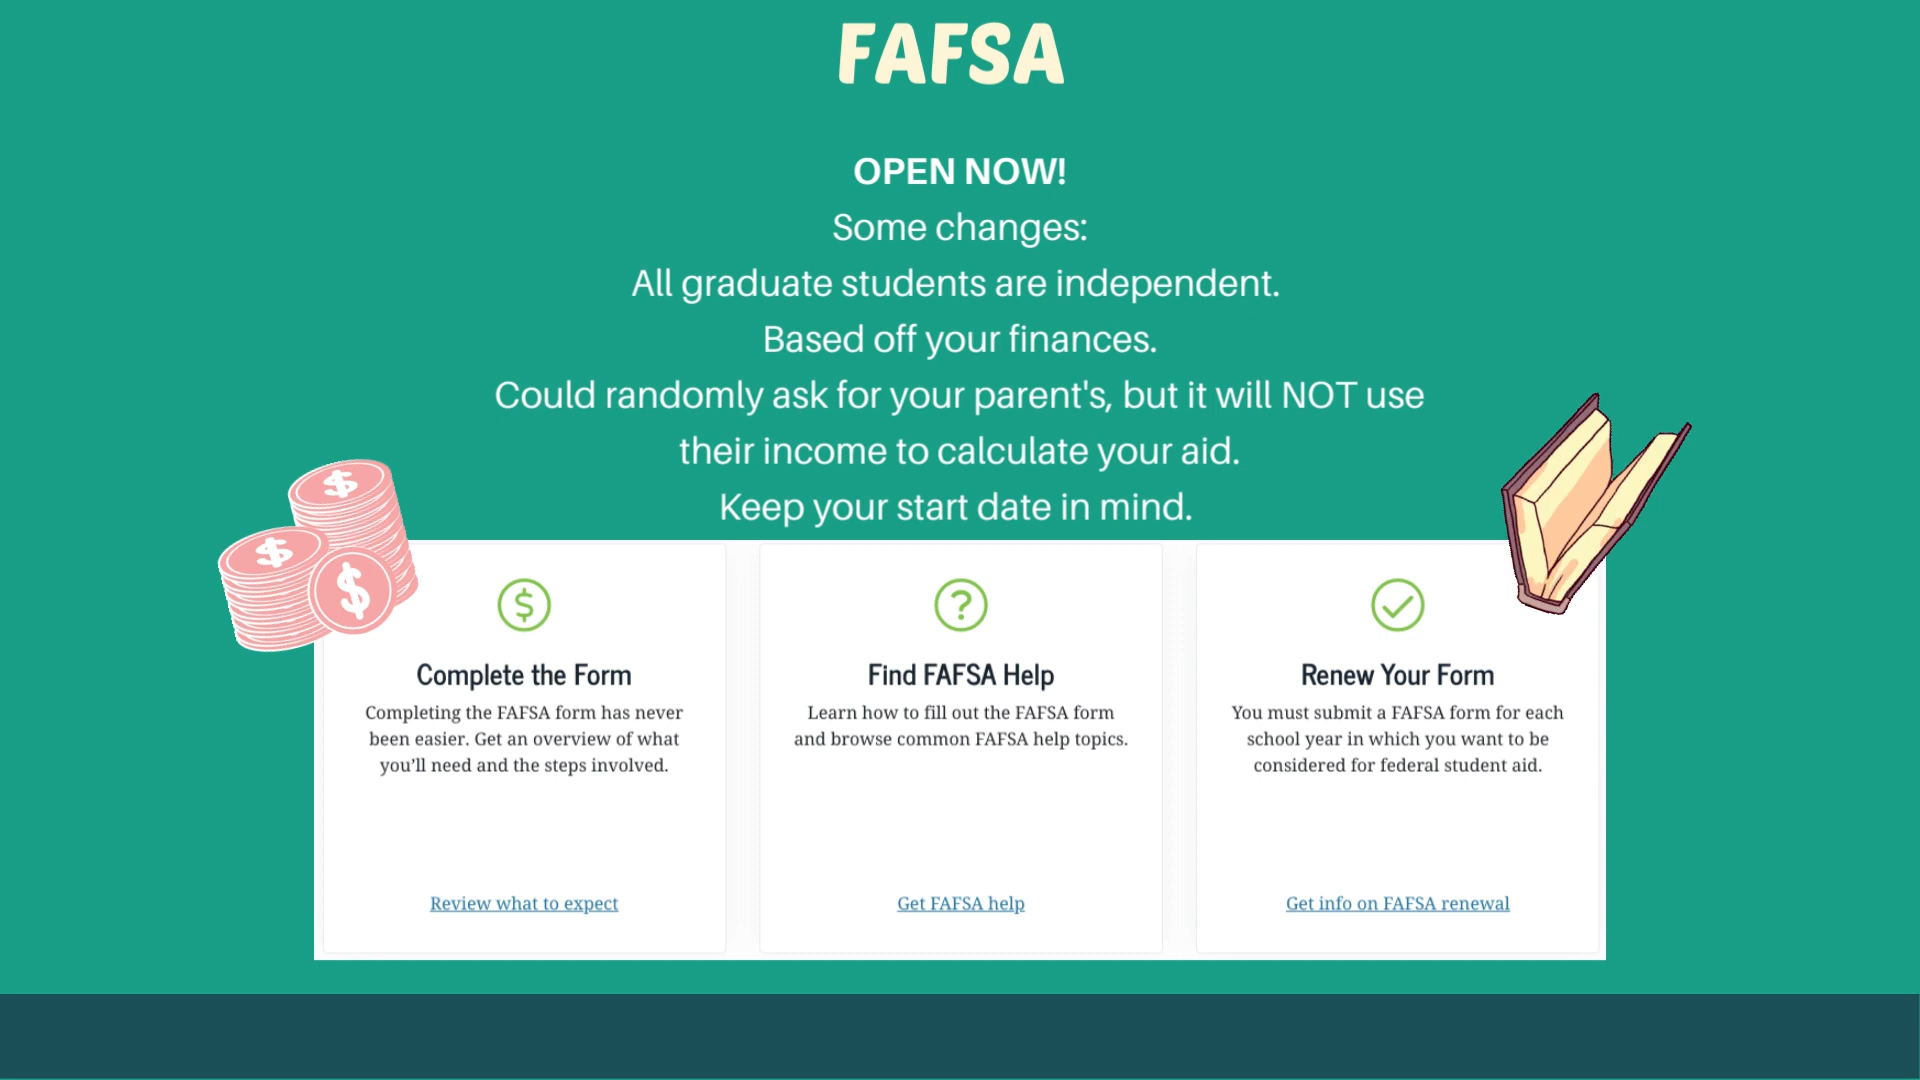 FAFSA
OPEN NOW!
Some changes:
All graduate students are independent.
Based off your finances.
Could randomly ask for your parent's, but it will NOT use
their income to calculate your aid.
Keep your start date in mind.
Complete the Form
Completing the FAFSA form has never
been easier. Get an overview of what
you’ll need and the steps involved.
Review what to expect
Find FAFSA Help
Learn how to fill out the FAFSA form
and browse common FAFSA help topics.
Get FAFSA help
Renew Your Form
You must submit a FAFSA form for each
school year in which you want to be
considered for federal student aid.
Get info on FAFSA renewal